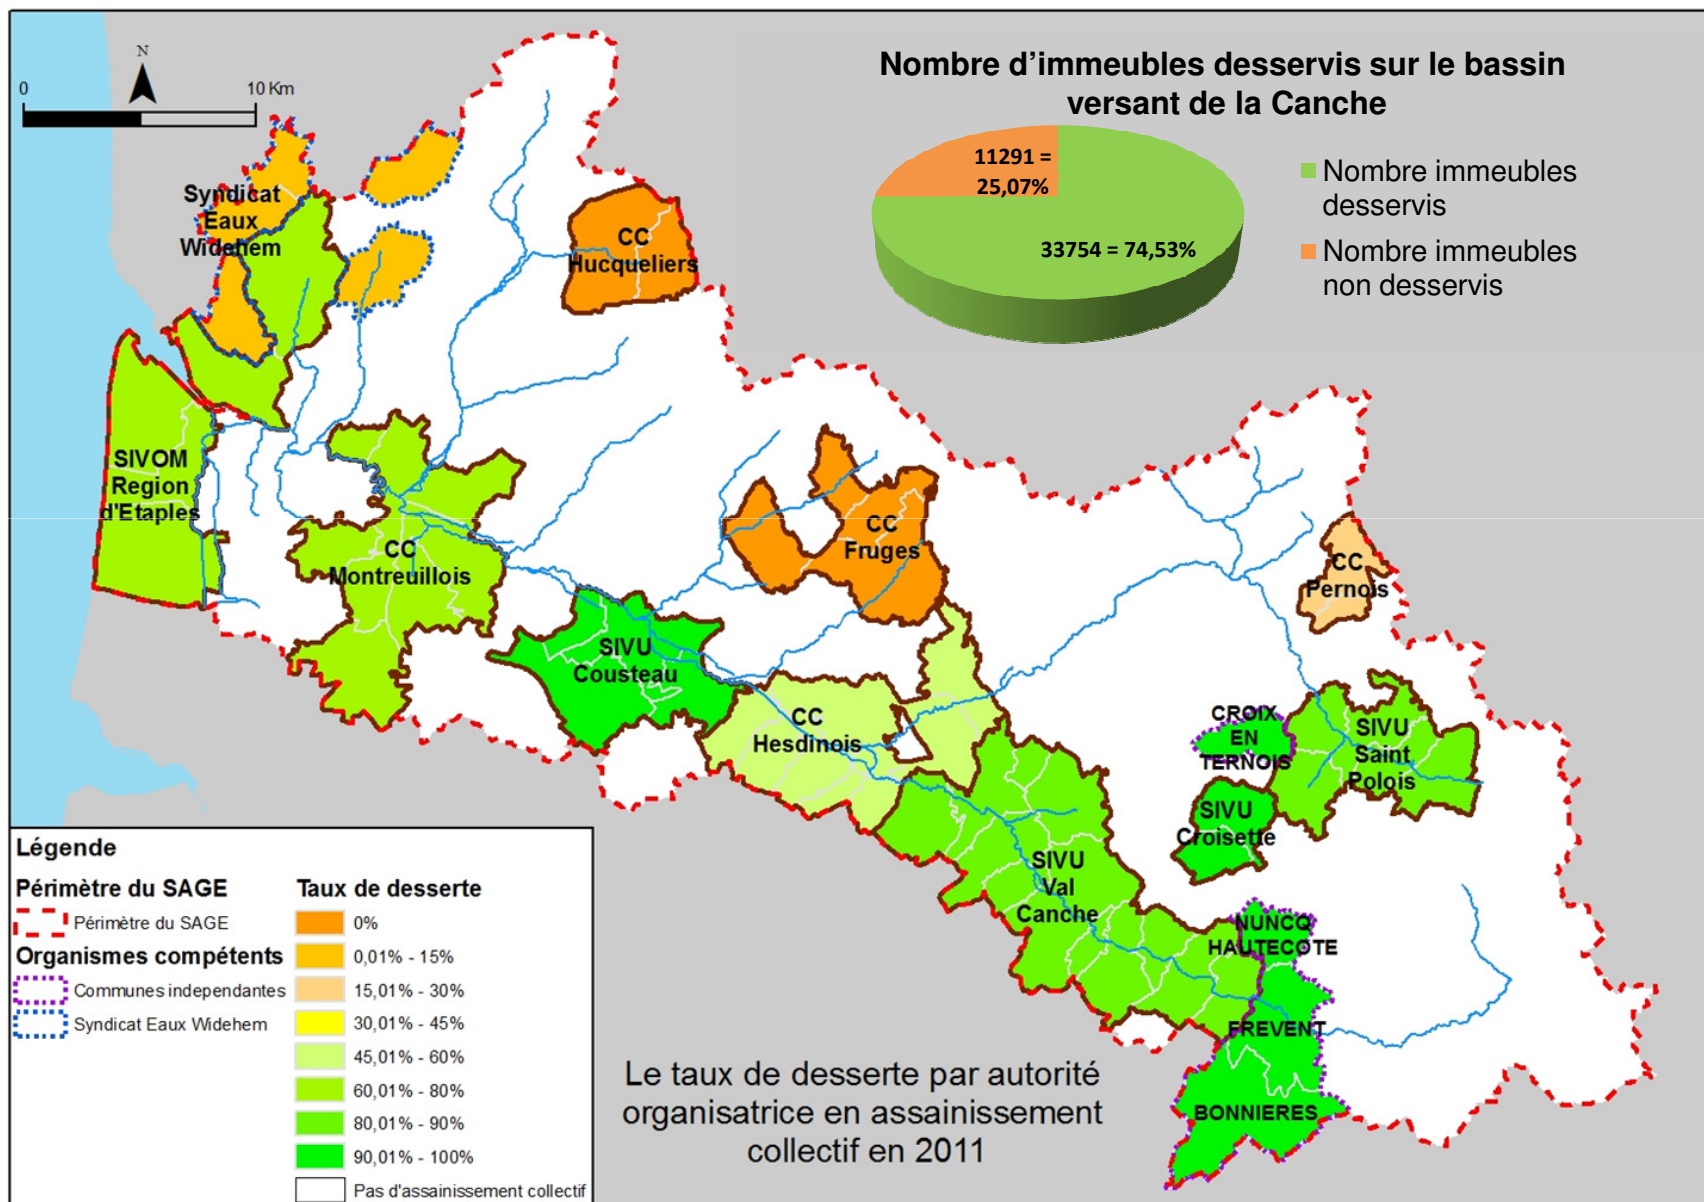 Nombre d'immeubles desservis sur le bassin
versant de la Canche
11291 =
25,07%
33754 = 74,53%
Nombre immeubles
desservis
Nombre immeubles
non desservis
N
0
10 Km
Syndicat
Eaux
Widehem
CC
Hucqueliers
SIVOM
Region
d'Etaples
CC
Montreuillois
CC
Fruges
CC
Pernois
SIVU
Cousteau
CC
Hesdinois
CROIX
EN
TERNOIS
SIVU
Saint
Polois
SIVU
Croisette
SIVU
Val
Canche
NUNCQ
HAUTECOTE
FREVENT
BONNIERES
Légende
Périmètre du SAGE
Périmètre du SAGE
Organismes compétents
Communes independantes
Syndicat Eaux Widehem
Taux de desserte
0%
0,01% - 15%
15,01% - 30%
30,01% - 45%
45,01% - 60%
60,01% - 80%
80,01% - 90%
90,01% - 100%
Pas d'assainissement collectif
Le taux de desserte par autorité
organisatrice en assainissement
collectif en 2011